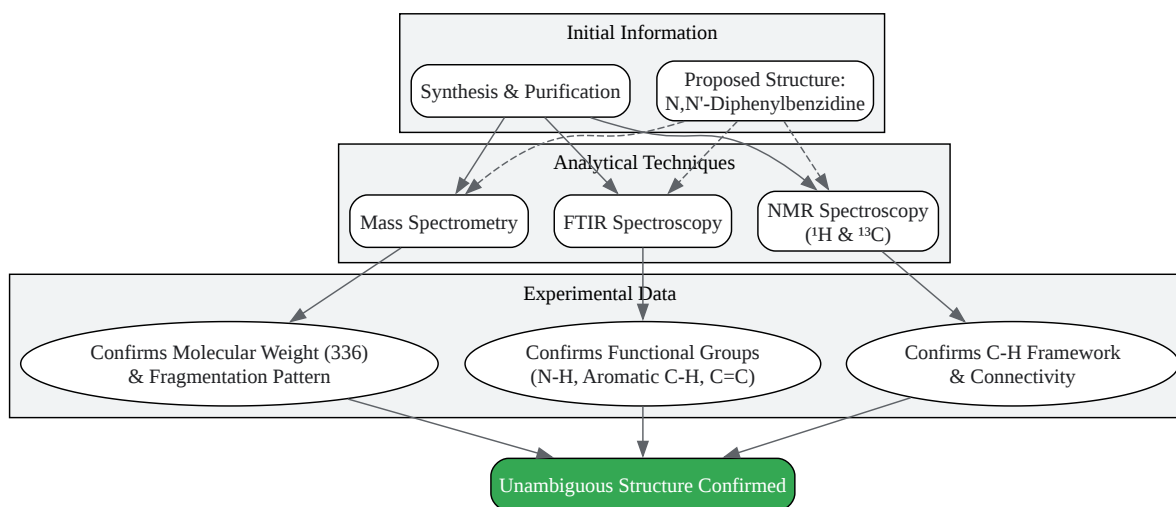 Initial Information
Synthesis & Purification
Proposed Structure:
N,N'-Diphenylbenzidine
Analytical Techniques
Mass Spectrometry
FTIR Spectroscopy
NMR Spectroscopy
(¹H & ¹³C)
Experimental Data
Confirms Molecular Weight (336)
& Fragmentation Pattern
Confirms Functional Groups
(N-H, Aromatic C-H, C=C)
Confirms C-H Framework
& Connectivity
Unambiguous Structure Confirmed